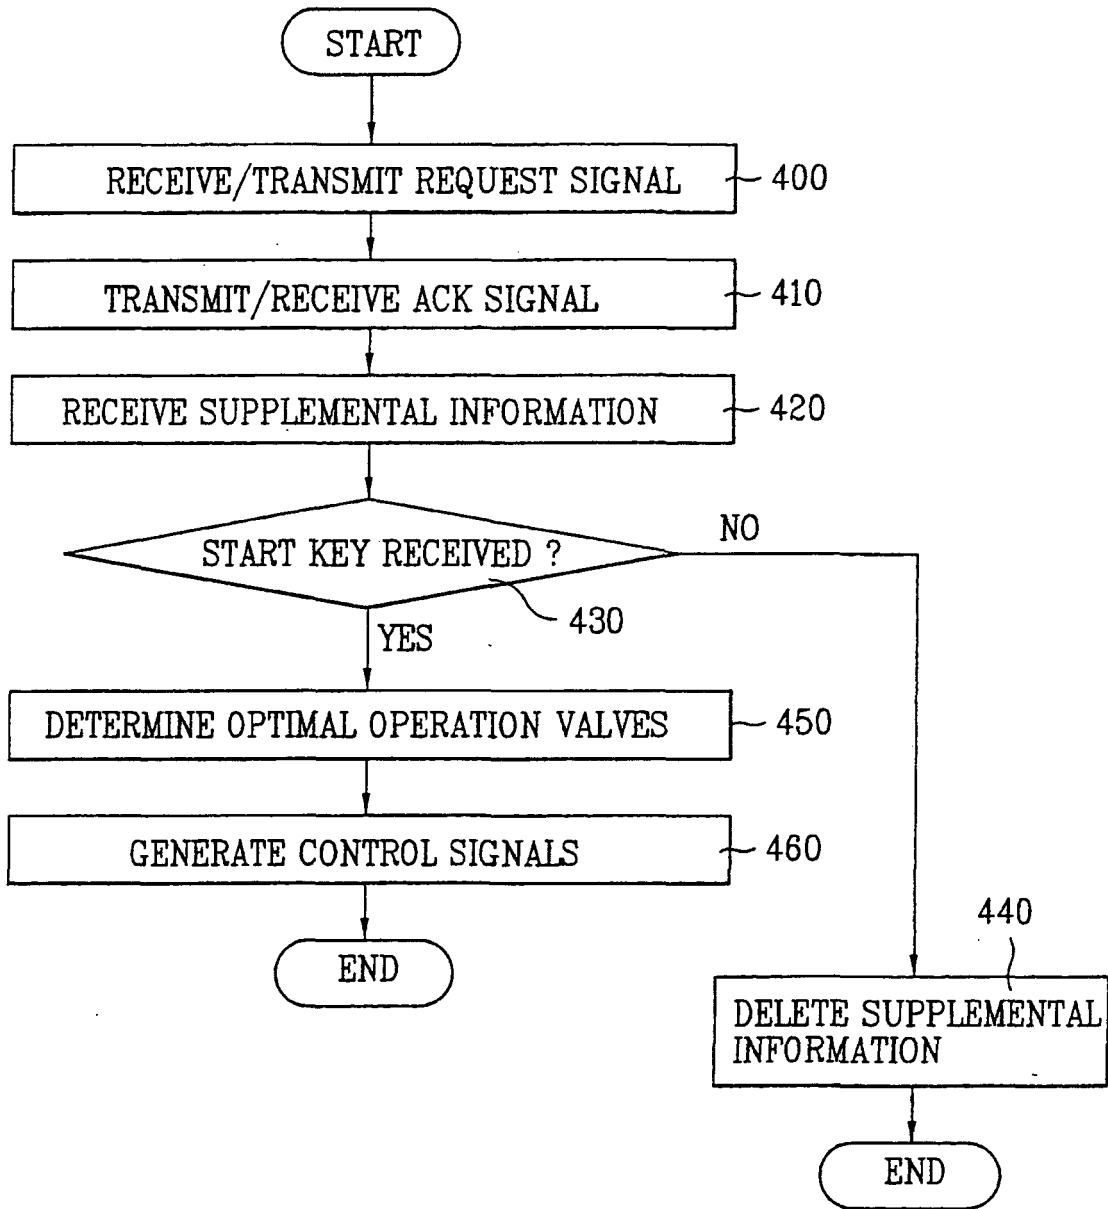 START
RECEIVE/TRANSMIT REQUEST SIGNAL
400
TRANSMIT/RECEIVE ACK SIGNAL
410
RECEIVE SUPPLEMENTAL INFORMATION
420
START KEY RECEIVED ?
430
NO
YES
DETERMINE OPTIMAL OPERATION VALVES
450
GENERATE CONTROL SIGNALS
460
END
440
DELETE SUPPLEMENTAL
INFORMATION
END